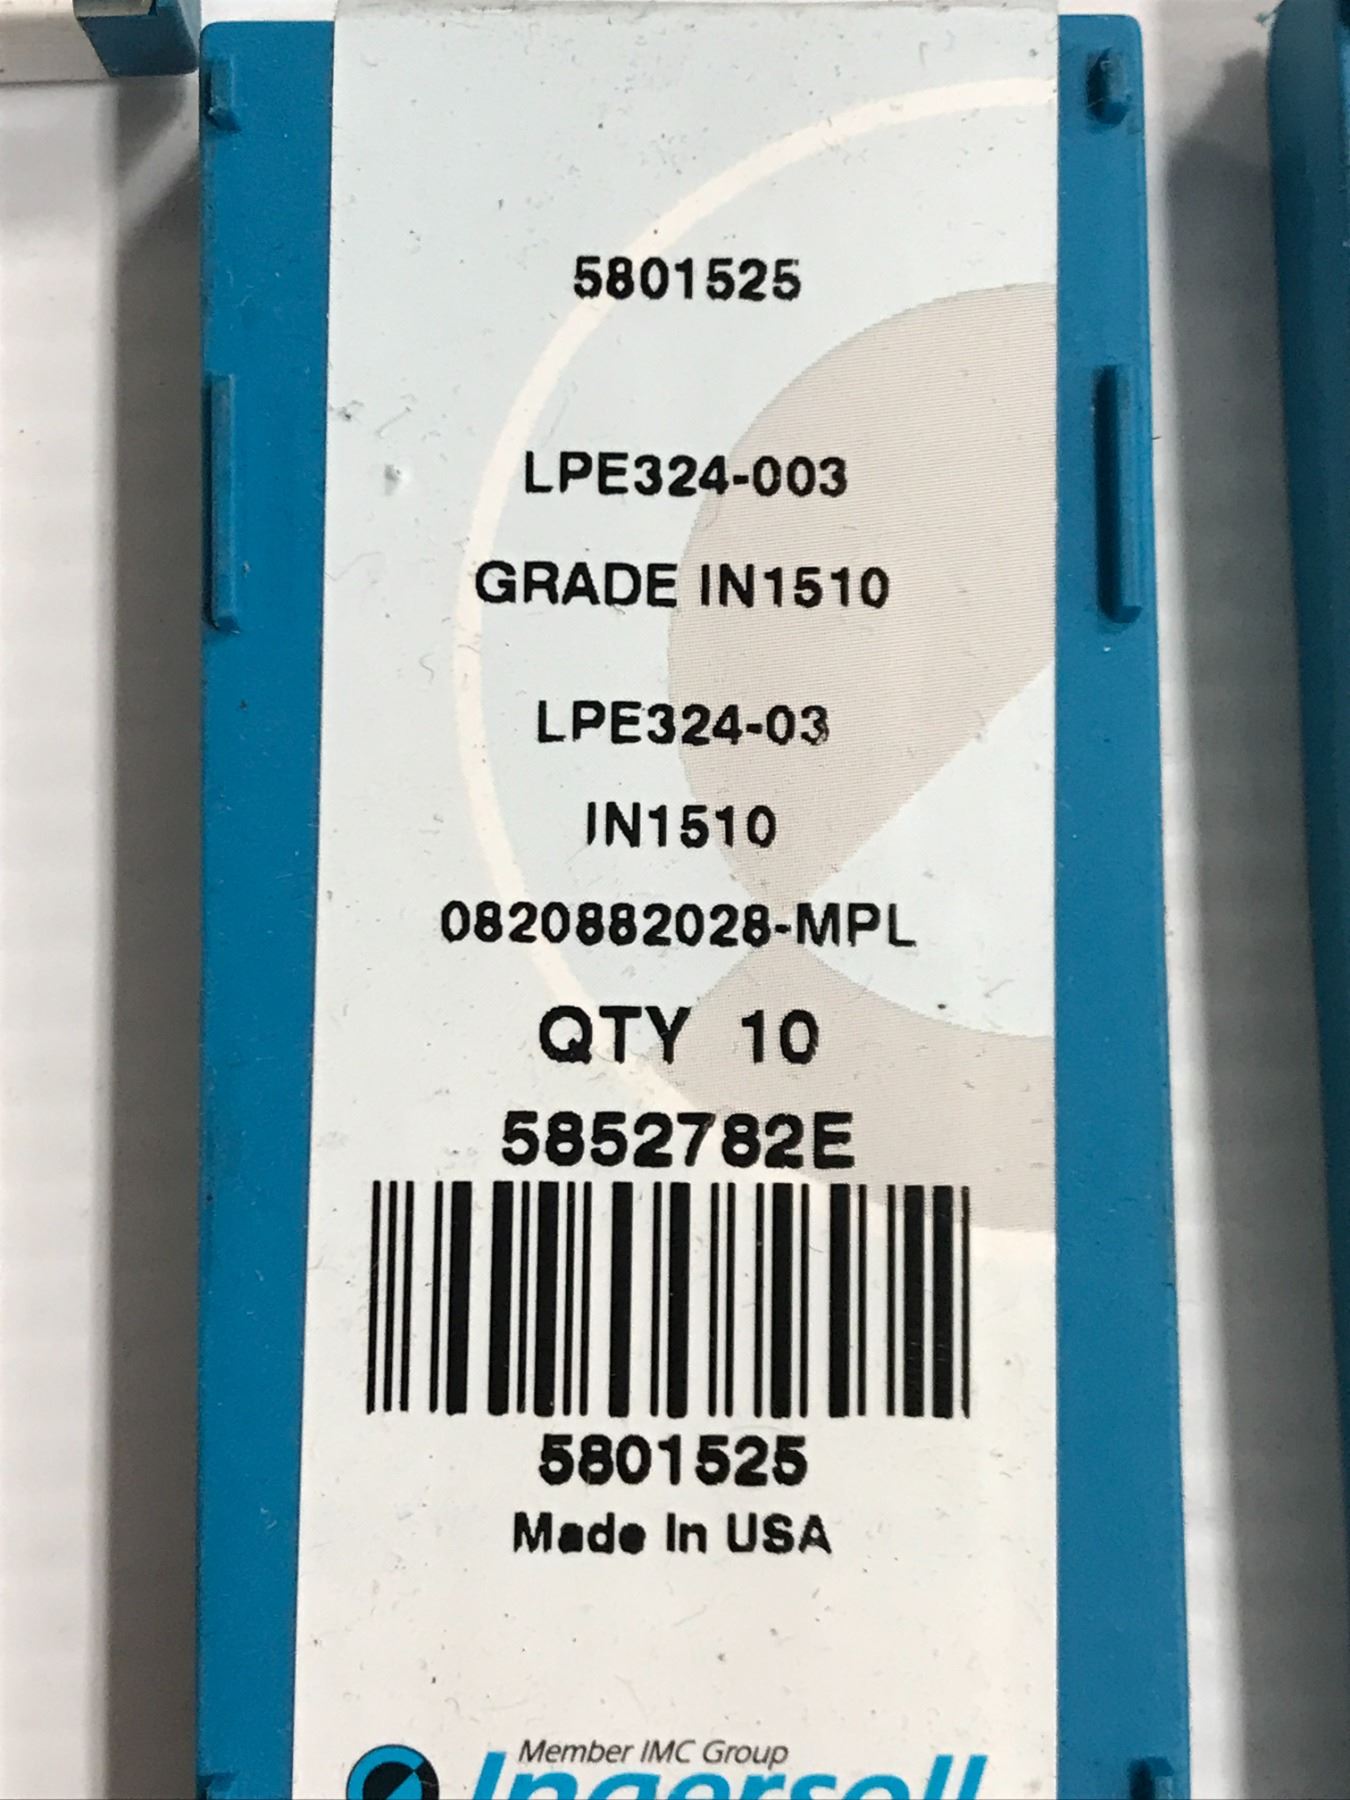 5801525
LPE324-003
GRADE IN1510
LPE324-03
IN1510
0820882028-MPL
QTY 10
5852782E
5801525
Made In USA
Member IMC Group
Ingersoll